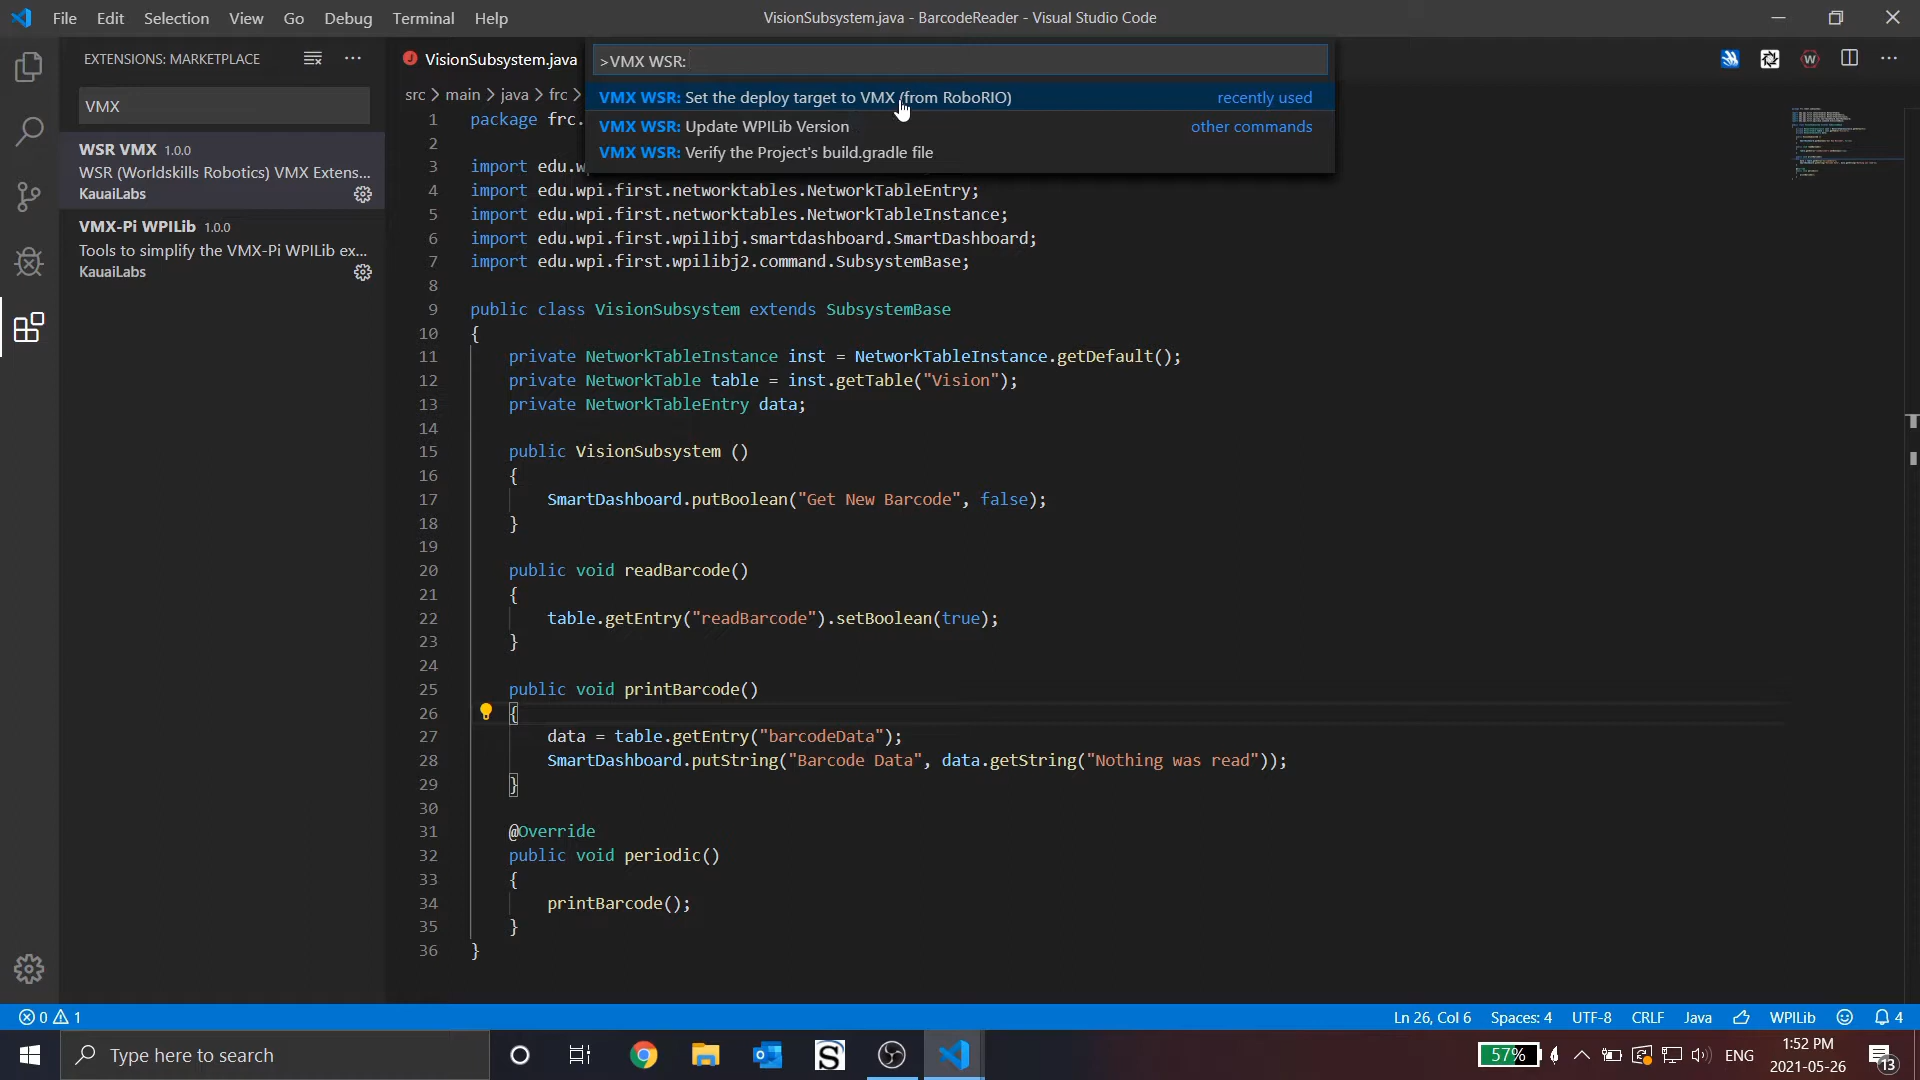 File Edit Selection View Go Debug Terminal Help
VisionSubsystem.java - BarcodeReader - Visual Studio Code
EXTENSIONS: MARKETPLACE
VMX
WSR VMX 1.0.0
WSR (Worldskills Robotics) VMX Extens...
KauaiLabs
VMX-Pi WPILib 1.0.0
Tools to simplify the VMX-Pi WPILib ex...
KauaiLabs
VisionSubsystem.java
>VMX WSR:
VMX WSR: Set the deploy target to VMX (from RoboRIO) recently used
VMX WSR: Update WPILib Version other commands
VMX WSR: Verify the Project's build.gradle file
src > main > java > frc >
1 package frc.
2
3 import edu.w
4 import edu.wpi.first.networktables.NetworkTableEntry;
5 import edu.wpi.first.networktables.NetworkTableInstance;
6 import edu.wpi.first.wpilibj.smartdashboard.SmartDashboard;
7 import edu.wpi.first.wpilibj2.command.SubsystemBase;
8
9 public class VisionSubsystem extends SubsystemBase
10 {
11 private NetworkTableInstance inst = NetworkTableInstance.getDefault();
12 private NetworkTable table = inst.getTable("Vision");
13 private NetworkTableEntry data;
14
15 public VisionSubsystem ()
16 {
17 SmartDashboard.putBoolean("Get New Barcode", false);
18 }
19
20 public void readBarcode()
21 {
22 table.getEntry("readBarcode").setBoolean(true);
23 }
24
25 public void printBarcode()
26 {
27 data = table.getEntry("barcodeData");
28 SmartDashboard.putString("Barcode Data", data.getString("Nothing was read"));
29 }
30
31 @Override
32 public void periodic()
33 {
34 printBarcode();
35 }
36 }
0 1
Ln 26, Col 6 Spaces: 4 UTF-8 CRLF Java WPILib 4
Type here to search
57%
ENG
1:52 PM
2021-05-26
13